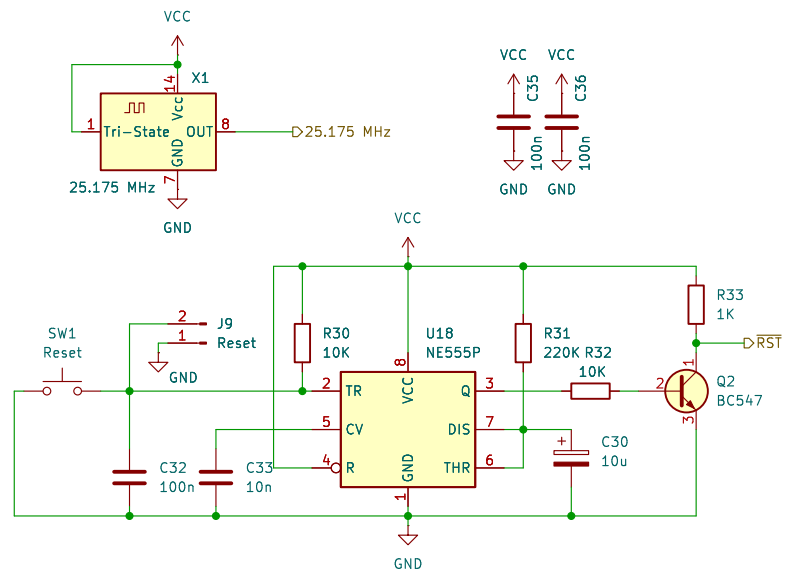 VCC
X1
14
Vcc
1
Tri-State
OUT
8
25.175 MHz
GND
7
25.175 MHz
GND
VCC
VCC
C35
C36
100n
100n
GND
GND
VCC
R33
1K
RST
SW1
Reset
2
1
J9
Reset
GND
R30
10K
U18
NE555P
R31
220K
R32
10K
8
VCC
2
TR
Q
3
5
CV
DIS
7
4
R
GND
THR
6
1
1
2
3
Q2
BC547
C32
100n
C33
10n
+
C30
10u
GND